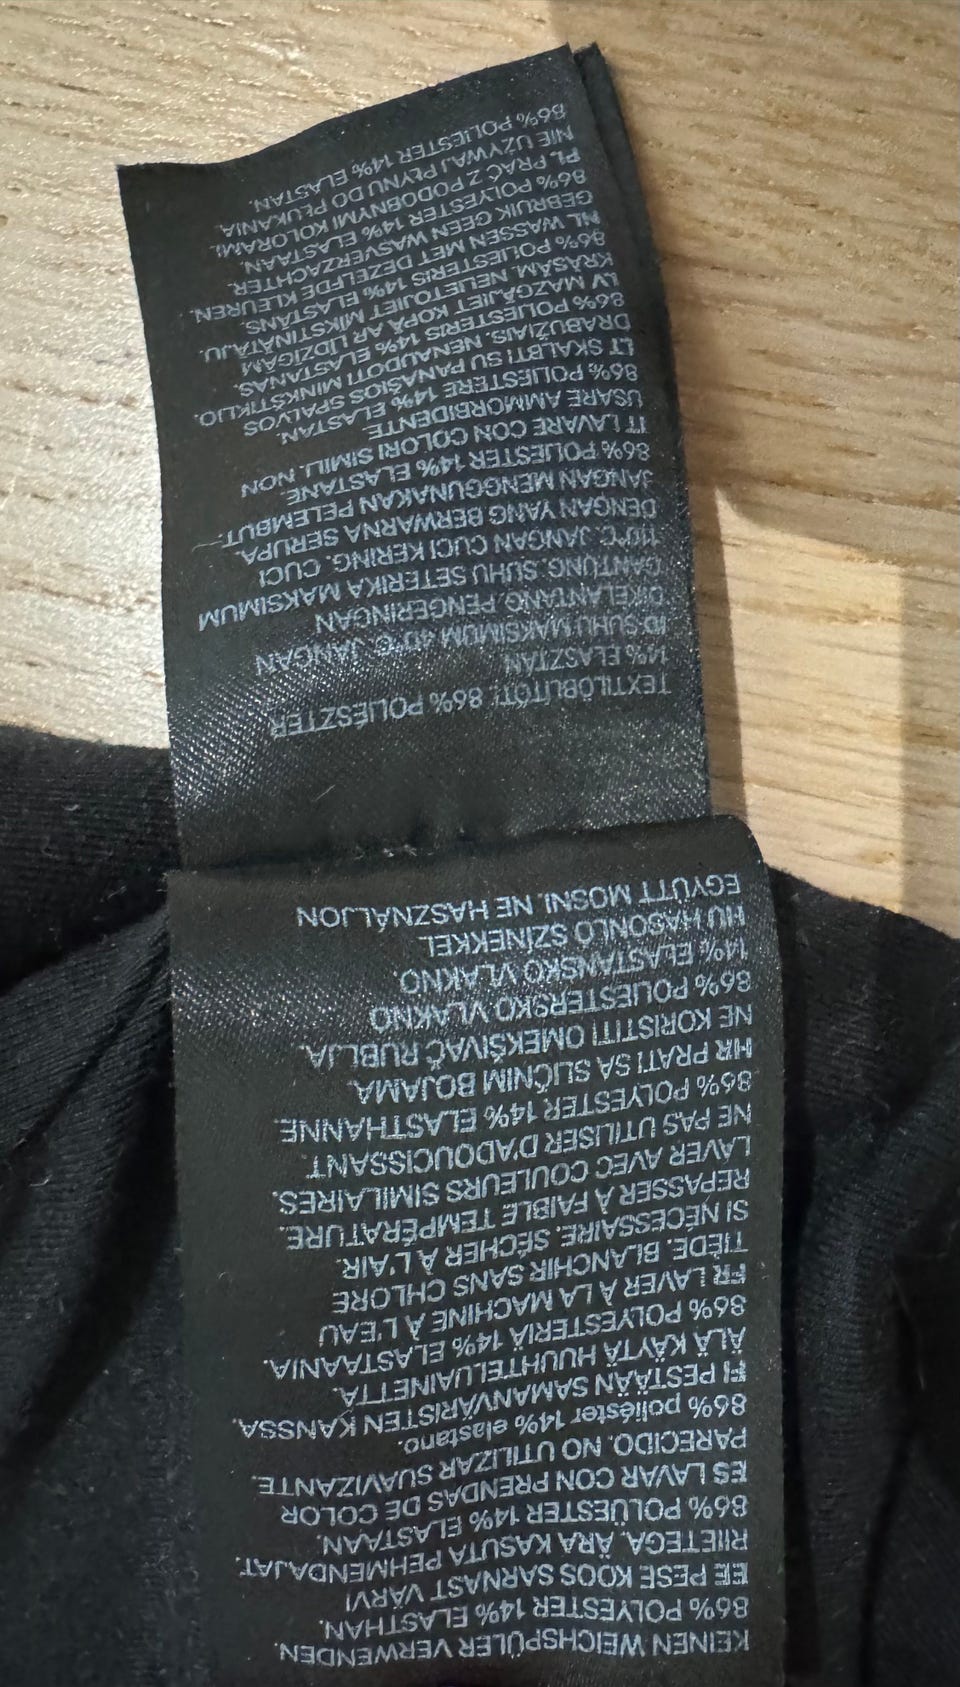 KEINEN WEICHSPÜLER VERWENDEN.
86% POLYESTER 14% ELASTHAN.
EE PESE KOOS SARNAST VÄRVI
RIIETEGA. ÄRA KASUTA PEHMENDAJAT.
86% POLÜESTER 14% ELASTAAN.
ES LAVAR CON PRENDAS DE COLOR
PARECIDO. NO UTILIZAR SUAVIZANTE.
86% poliéster 14% elastano.
FI PESTÄÄN SAMANVÄRISTEN KANSSA.
ÄLÄ KÄYTÄ HUUHTELUAINETTA.
86% POLYESTERIÄ 14% ELASTAANIA.
FR LAVER À LA MACHINE À L'EAU
TIÈDE. BLANCHIR SANS CHLORE
SI NÉCESSAIRE. SÉCHER À L'AIR.
REPASSER À FAIBLE TEMPÉRATURE.
LAVER AVEC COULEURS SIMILAIRES.
NE PAS UTILISER D'ADOUCISSANT.
86% POLYESTER 14% ELASTHANNE.
HR PRATI SA SLIČNIM BOJAMA.
NE KORISTITI OMEKŠIVAČ RUBLJA.
86% POLIESTERSKO VLAKNO
14% ELASTANSKO VLAKNO.
HU HASONLÓ SZÍNEKKEL
EGYÜTT MOSNI. NE HASZNÁLJON
TEXTILÖBLÍTŐT! 86% POLIÉSZTER
14% ELASZTÁN
ID SUHU MAKSIMUM 40°C. JANGAN
DIKELANTANG. PENGERINGAN
GANTUNG. SUHU SETERIKA MAKSIMUM
110°C. JANGAN CUCI KERING. CUCI
DENGAN YANG BERWARNA SERUPA.
JANGAN MENGGUNAKAN PELEMBUT.
86% POLIESTER 14% ELASTANE.
IT LAVARE CON COLORI SIMILI. NON
USARE AMMORBIDENTE.
86% POLIESTERE 14% ELASTAN.
LT SKALBTI SU PANAŠIOS SPALVOS
DRABUŽIAIS. NENAUDOTI MINKŠTIKLIO.
86% POLIESTERIS 14% ELASTANAS.
LV MAZGĀJIET KOPĀ AR LĪDZĪGĀM
KRĀSĀM. NELIETOJIET MĪKSTINĀTĀJU.
86% POLIESTERIS 14% ELASTĀNS.
NL WASSEN MET DEZELFDE KLEUREN.
GEBRUIK GEEN WASVERZACHTER.
86% POLYESTER 14% ELASTAAN.
PL PRAĆ Z PODOBNYMI KOLORAMI.
NIE UŻYWAJ PŁYNU DO PŁUKANIA.
86% POLIESTER 14% ELASTAN.